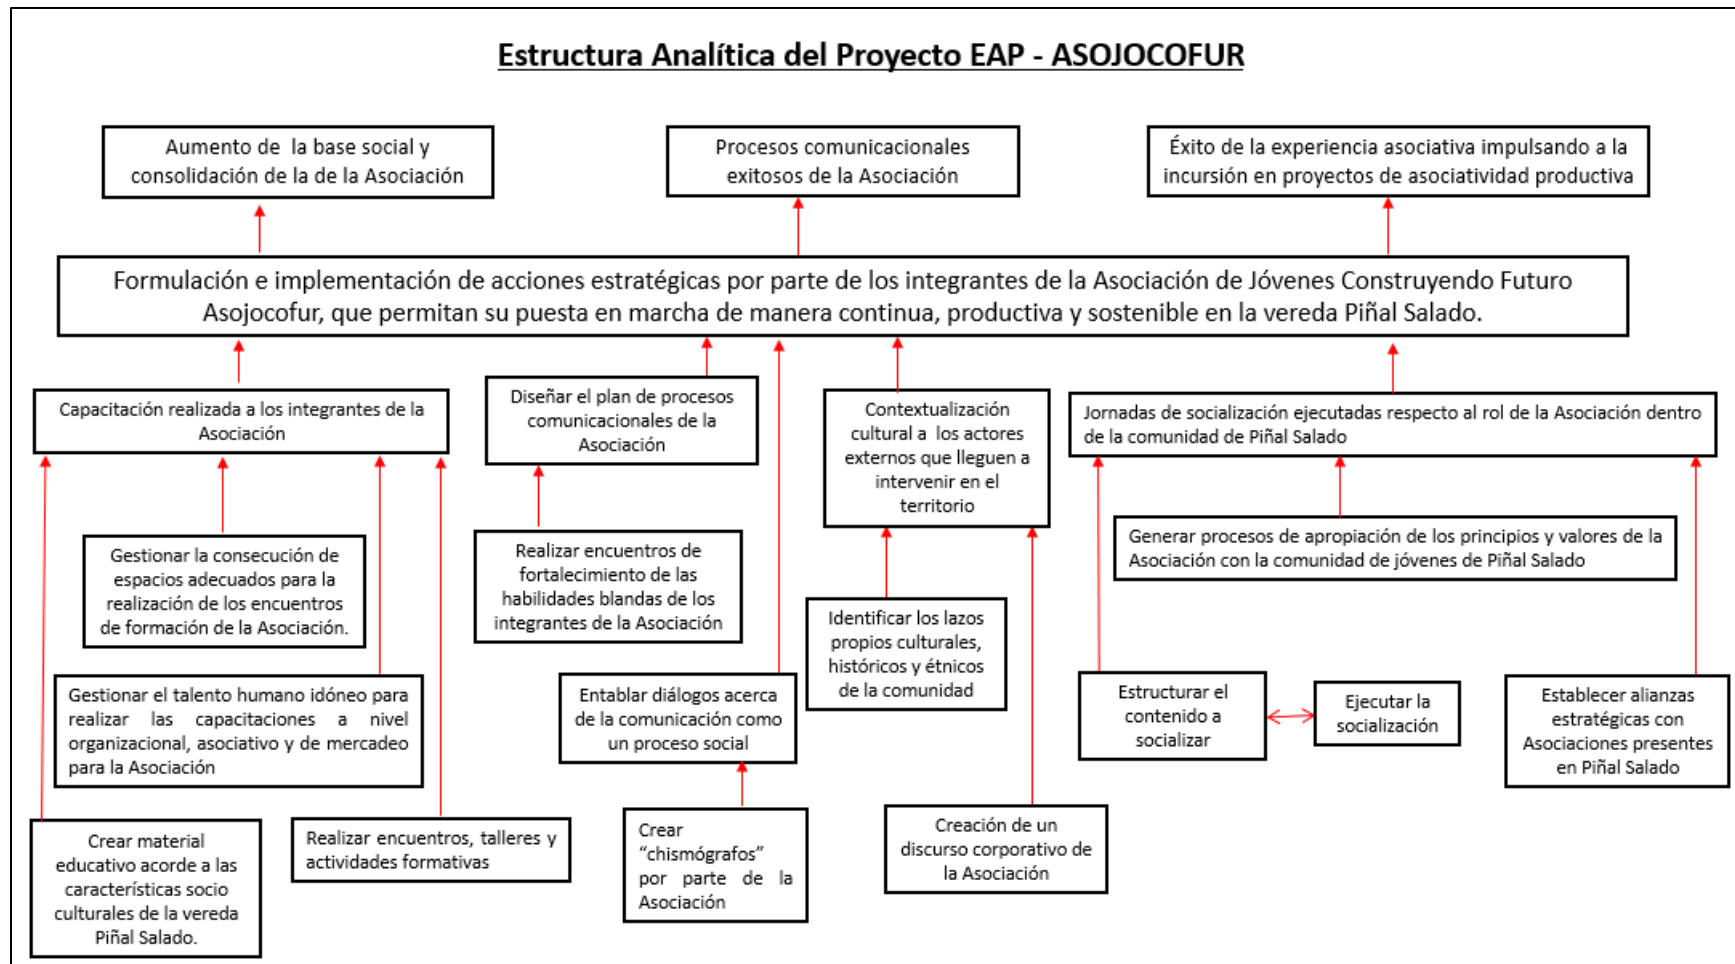 Estructura Analítica del Proyecto EAP - ASOJOCOFUR
Aumento de la base social y
consolidación de la de la Asociación
Procesos comunicacionales
exitosos de la Asociación
Éxito de la experiencia asociativa impulsando a la
incursión en proyectos de asociatividad productiva
Formulación e implementación de acciones estratégicas por parte de los integrantes de la Asociación de Jóvenes Construyendo Futuro
Asojocofur, que permitan su puesta en marcha de manera continua, productiva y sostenible en la vereda Piñal Salado.
Capacitación realizada a los integrantes de la
Asociación
Diseñar el plan de procesos
comunicacionales de la
Asociación
Contextualización
cultural a los actores
externos que lleguen a
intervenir en el
territorio
Jornadas de socialización ejecutadas respecto al rol de la Asociación dentro
de la comunidad de Piñal Salado
Gestionar la consecución de
espacios adecuados para la
realización de los encuentros
de formación de la Asociación.
Realizar encuentros de
fortalecimiento de las
habilidades blandas de los
integrantes de la Asociación
Generar procesos de apropiación de los principios y valores de la
Asociación con la comunidad de jóvenes de Piñal Salado
Identificar los lazos
propios culturales,
históricos y étnicos
de la comunidad
Gestionar el talento humano idóneo para
realizar las capacitaciones a nivel
organizacional, asociativo y de mercadeo
para la Asociación
Entablar diálogos acerca
de la comunicación como
un proceso social
Estructurar el
contenido a
socializar
Ejecutar la
socialización
Establecer alianzas
estratégicas con
Asociaciones presentes
en Piñal Salado
Crear material
educativo acorde a las
características socio
culturales de la vereda
Piñal Salado.
Realizar encuentros, talleres y
actividades formativas
Crear
“chismógrafos”
por parte de la
Asociación
Creación de un
discurso corporativo de
la Asociación